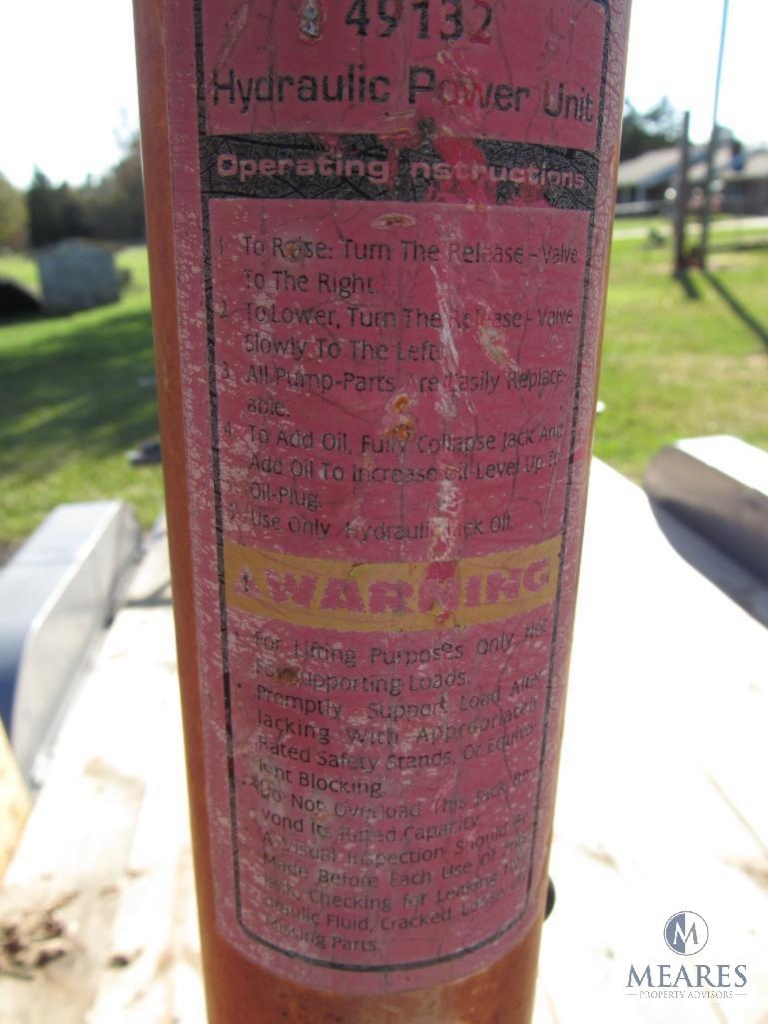 49132
Hydraulic Power Unit
Operating nstructions
1. To Raise: Turn The Release-Valve
To The Right.
2. To Lower, Turn The Release-Valve
Slowly To The Left.
3. All Pump-Parts Are Easily Replace-
able.
4. To Add Oil, Fully Collapse Jack And
Add Oil To Increase Oil-Level Up To
Oil-Plug.
5. Use Only Hydraulic Jack Oil.
WARNING
• For Lifting Purposes Only, Not
For Supporting Loads.
• Promptly Support Load After
Jacking With Appropriately
Rated Safety Stands, Or Equiva-
lent Blocking.
• Do Not Overload This Jack Be-
yond Its Rated Capacity.
• A Visual Inspection Should Be
Made Before Each Use Of This
Jack, Checking for Leaking Hy-
draulic Fluid, Cracked, Loose or
Missing Parts.
M
MEARES
PROPERTY ADVISORS